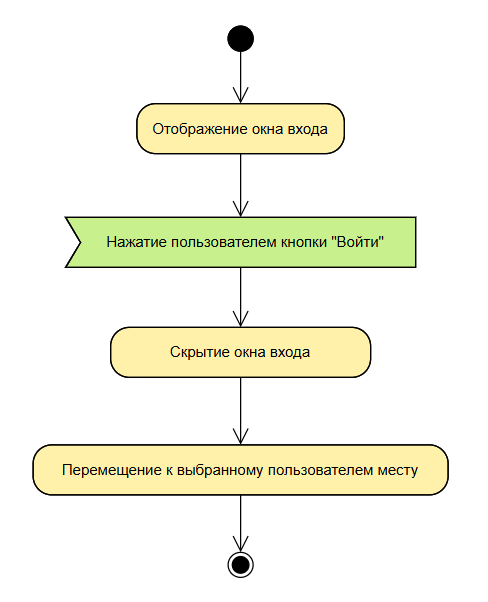 Отображение окна входа
Нажатие пользователем кнопки "Войти"
Скрытие окна входа
Перемещение к выбранному пользователем месту